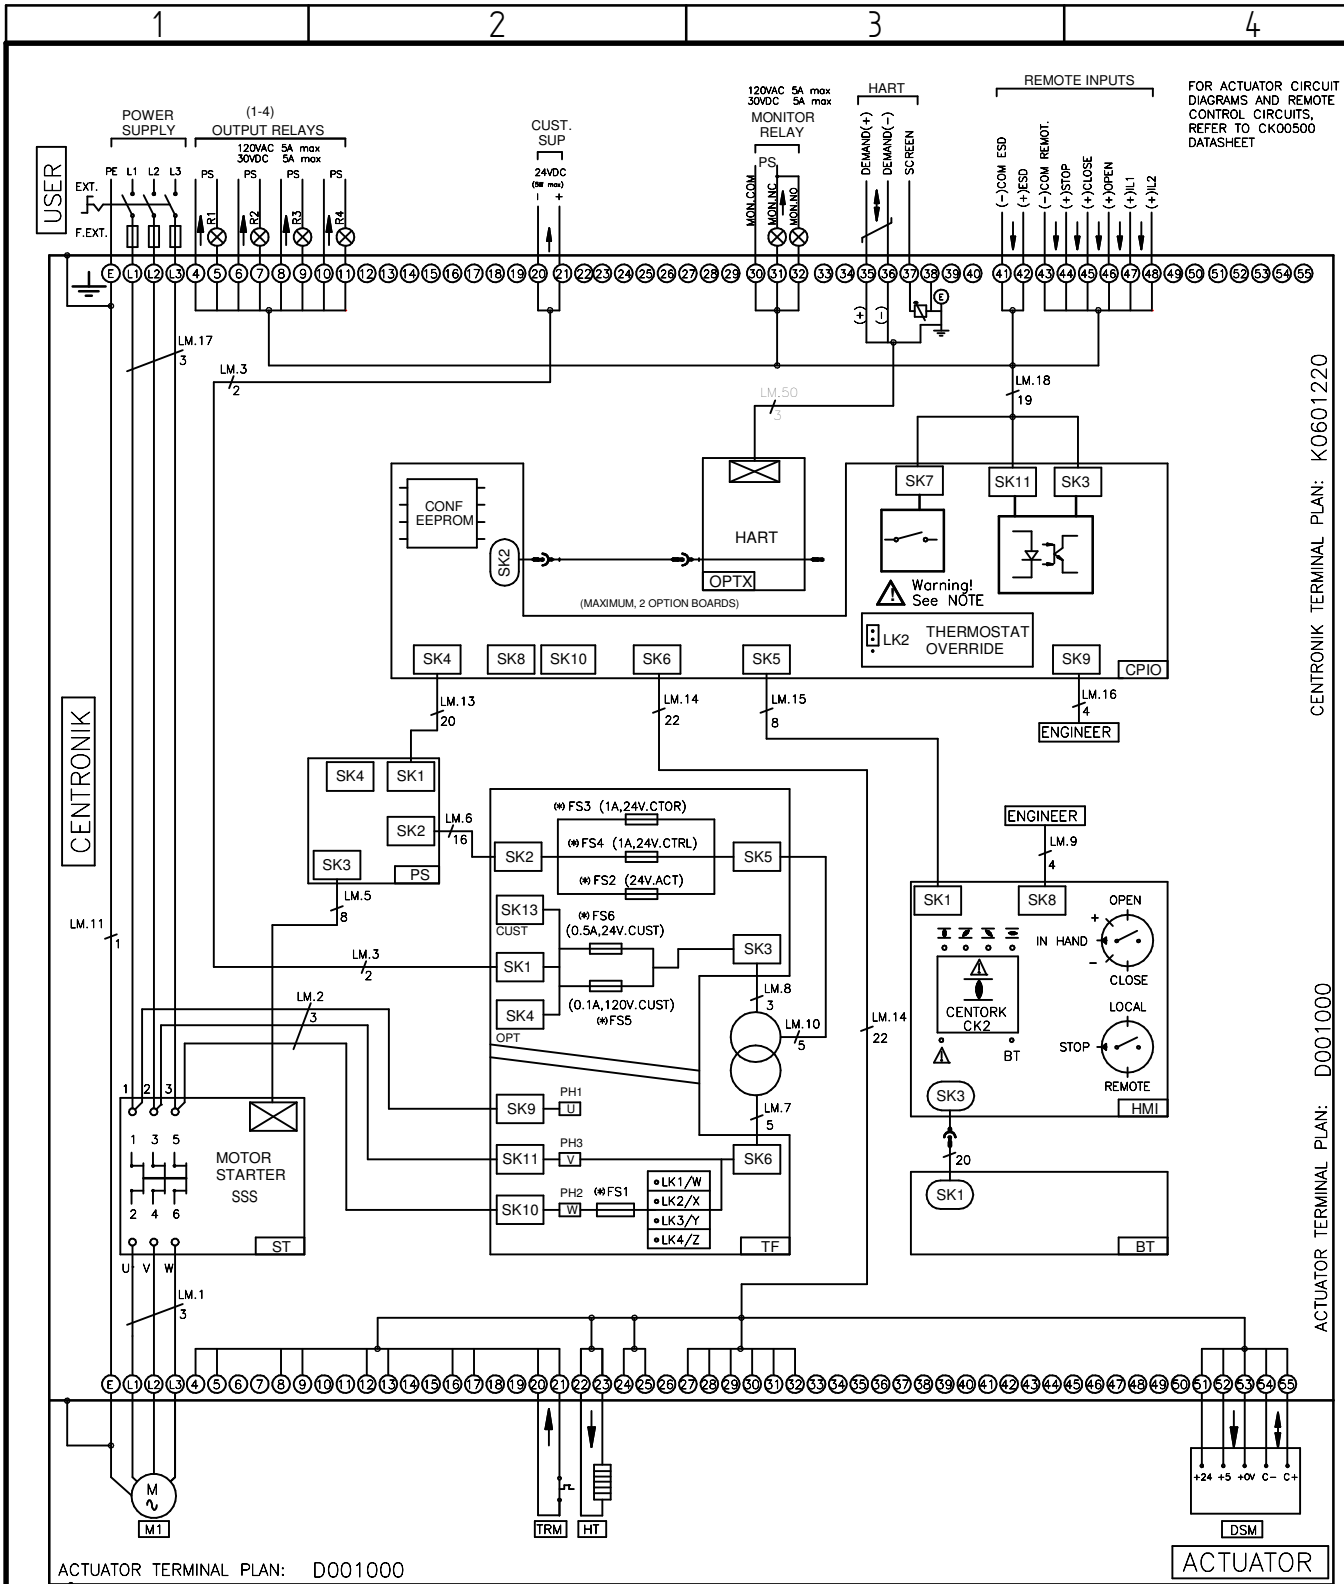 1 2 3 4
POWER
SUPPLY
(1-4)
OUTPUT RELAYS
120VAC 5A max
30VDC 5A max
CUST.
SUP
24VDC
(5W max)
- +
120VAC 5A max
30VDC 5A max
MONITOR
RELAY
HART
REMOTE INPUTS
FOR ACTUATOR CIRCUIT
DIAGRAMS AND REMOTE
CONTROL CIRCUITS,
REFER TO CK00500
DATASHEET
USER
EXT.
F.EXT.
PE L1 L2 L3
PS PS PS PS
R1 R2 R3 R4
PS
MON.COM
MON.NC
MON.NO
DEMAND(+)
DEMAND(-)
SCREEN
(-)COM ESD
(+)ESD
(-)COM REMOT.
(+)STOP
(+)CLOSE
(+)OPEN
(+)IL1
(+)IL2
E L1 L2 L3 4 5 6 7 8 9 10 11 12 13 14 15 16 17 18 19 20 21 22 23 24 25 26 27 28 29 30 31 32 33 34 35 36 37 38 39 40 41 42 43 44 45 46 47 48 49 50 51 52 53 54 55
(+) (-)
E
LM.17
3
LM.3
2
LM.50
3
LM.18
19
CENTRONIK TERMINAL PLAN: K0601220
CONF
EEPROM
SK2
HART
OPTX
(MAXIMUM, 2 OPTION BOARDS)
SK7
SK11
SK3
Warning!
See NOTE
LK2
THERMOSTAT
OVERRIDE
SK4
SK8
SK10
SK6
SK5
SK9
CPIO
LM.13
20
LM.14
22
LM.15
8
LM.16
4
ENGINEER
CENTRONIK
SK4
SK1
SK2
SK3
PS
LM.6
16
LM.5
8
LM.11
1
LM.3
2
LM.2
3
(*)FS3 (1A,24V.CTOR)
(*)FS4 (1A,24V.CTRL)
(*)FS2 (24V.ACT)
SK2
SK5
SK13
CUST
(*)FS6
(0.5A,24V.CUST)
SK1
SK3
SK4
OPT
(0.1A,120V.CUST)
(*)FS5
LM.8
3
LM.10
5
LM.7
5
SK9
PH1
U
SK11
PH3
V
SK6
SK10
PH2
W
(*)FS1
LK1/W
LK2/X
LK3/Y
LK4/Z
TF
LM.14
22
ENGINEER
LM.9
4
SK1
SK8
OPEN
+
IN HAND
-
CLOSE
CENTORK
CK2
BT
LOCAL
STOP
REMOTE
SK3
HMI
20
SK1
BT
ACTUATOR TERMINAL PLAN: D001000
1 2 3
1 3 5
MOTOR
STARTER
SSS
2 4 6
ST
U V W
LM.1
3
E L1 L2 L3 4 5 6 7 8 9 10 11 12 13 14 15 16 17 18 19 20 21 22 23 24 25 26 27 28 29 30 31 32 33 34 35 36 37 38 39 40 41 42 43 44 45 46 47 48 49 50 51 52 53 54 55
M
M1
TRM
HT
+24 +5 +0V C- C+
DSM
ACTUATOR TERMINAL PLAN: D001000
ACTUATOR